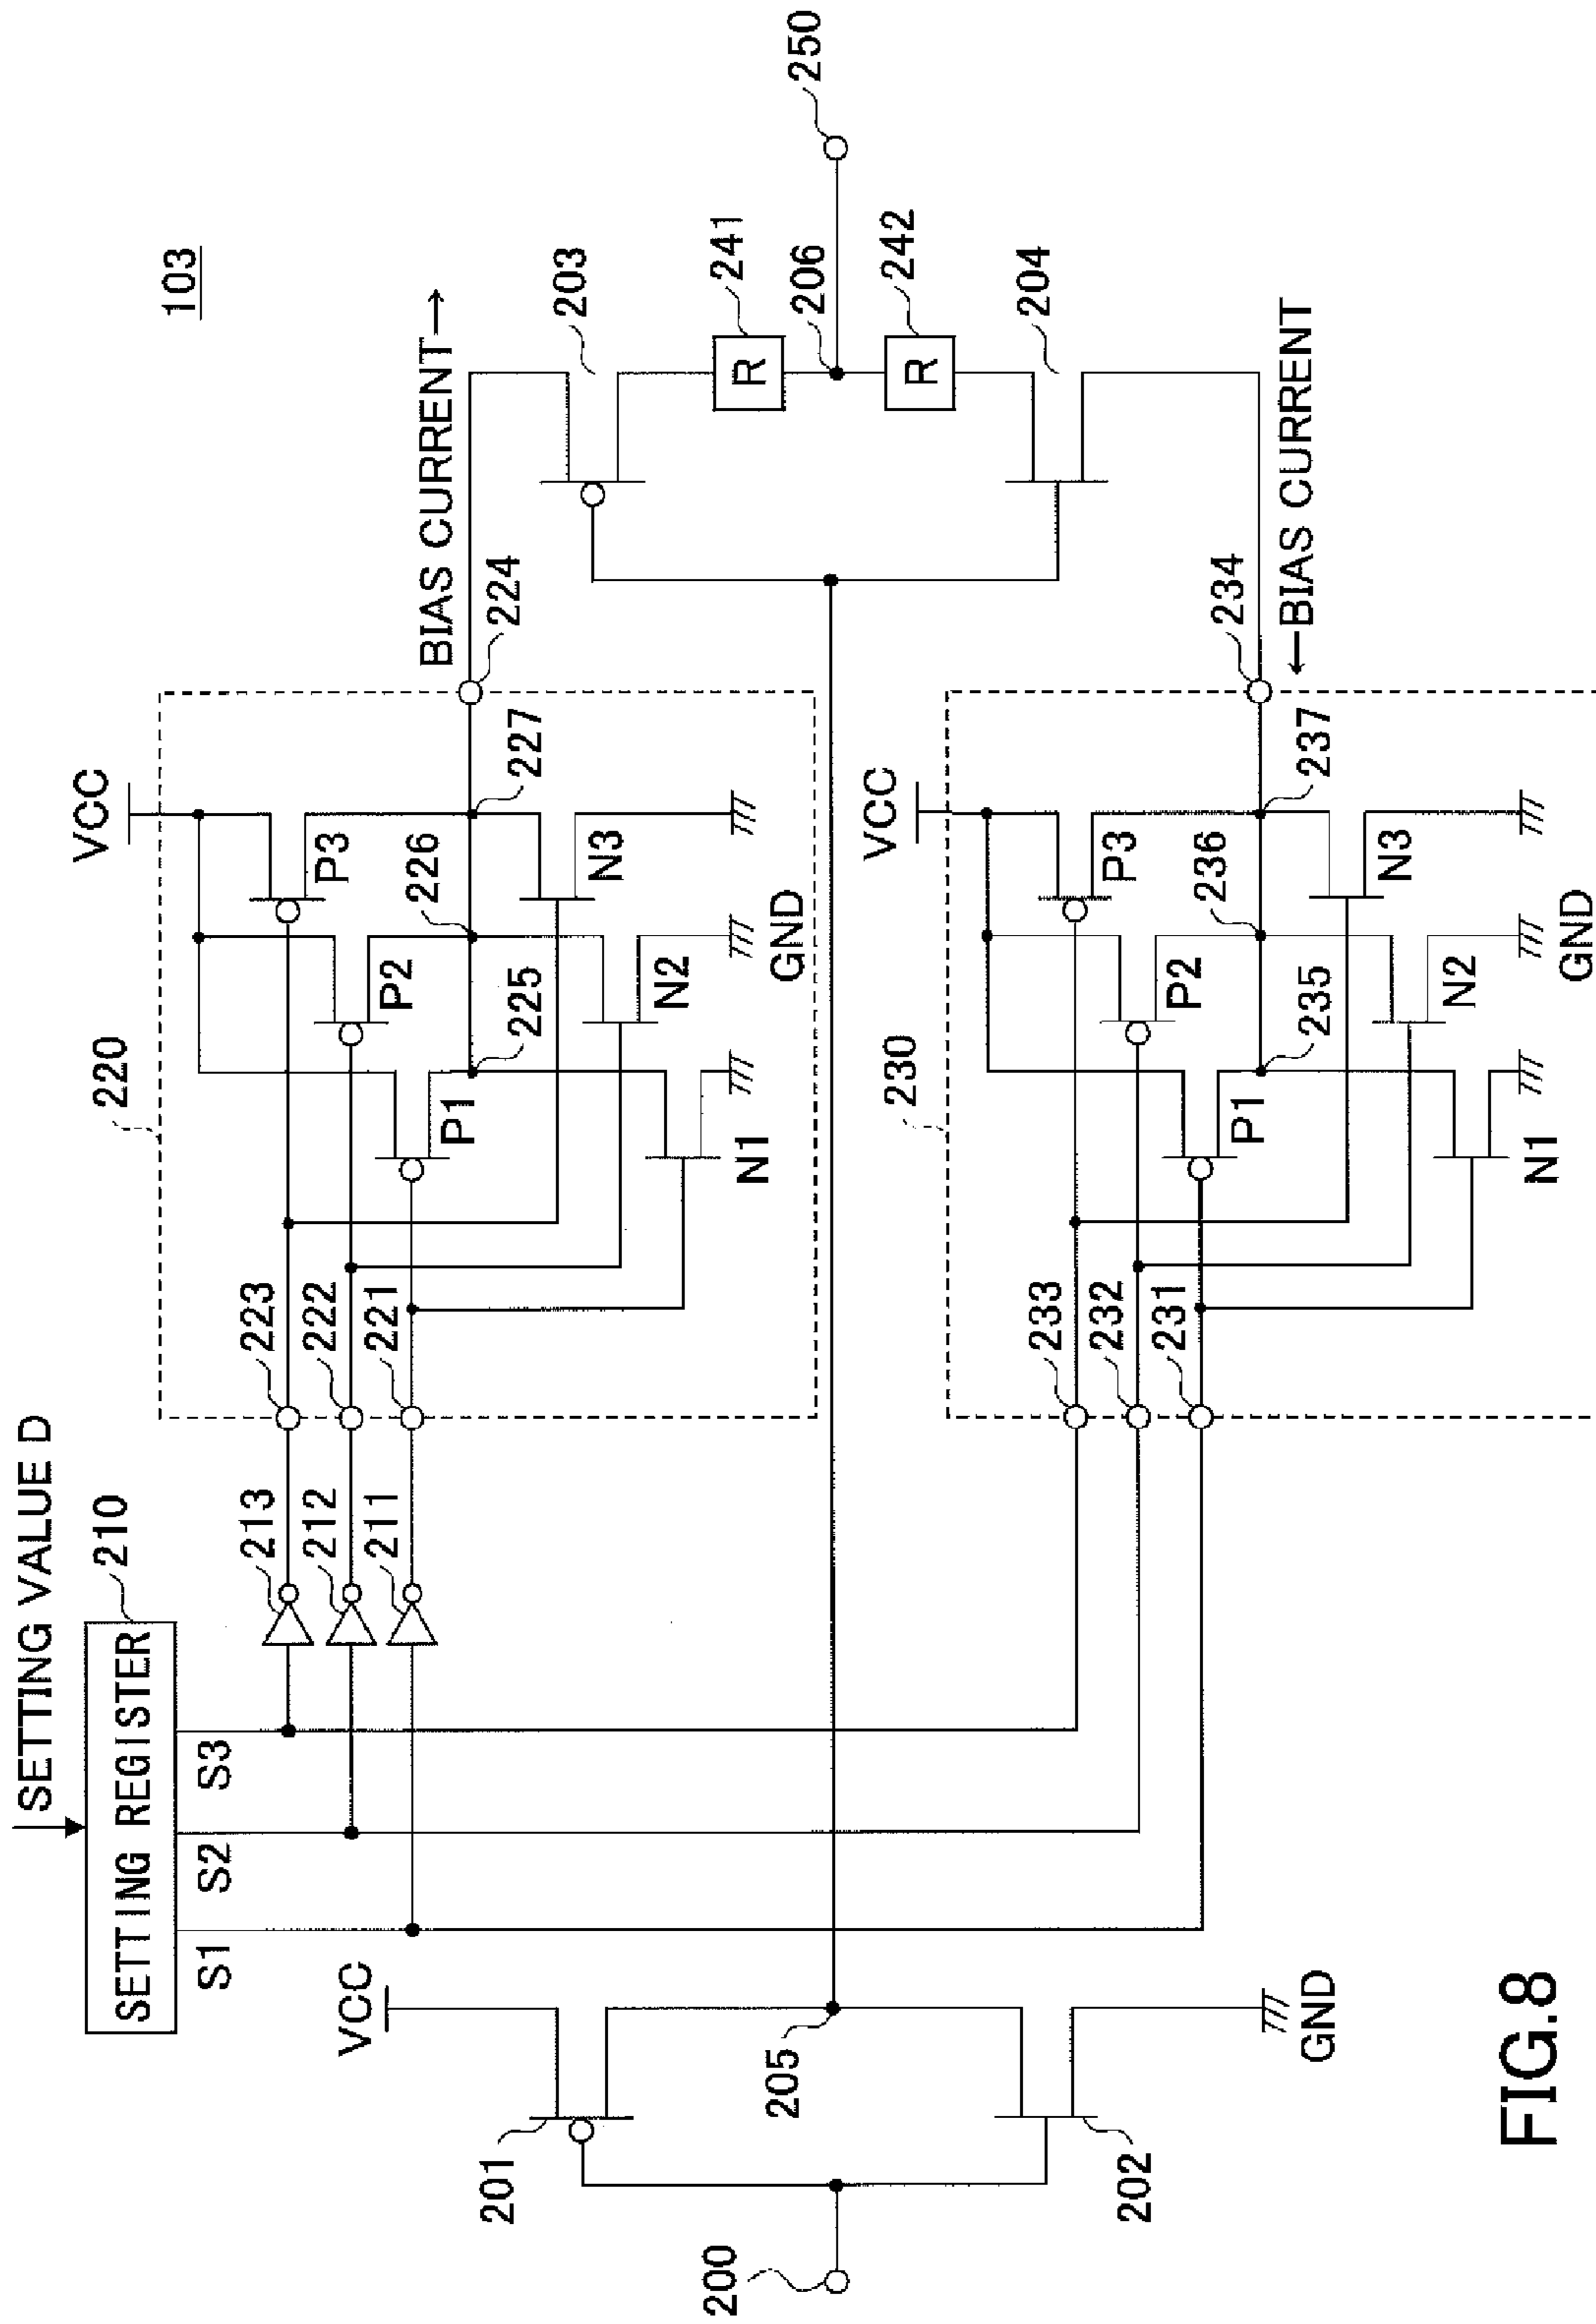 103
SETTING VALUE D
SETTING REGISTER
210
S1
S2
S3
213
212
211
223
222
221
220
VCC
P3
P2
P1
226
227
225
N3
N2
N1
GND
224
BIAS CURRENT→
203
241
R
206
250
R
242
204
VCC
201
205
200
202
GND
233
232
231
230
VCC
P3
P2
P1
236
237
235
N3
N2
N1
GND
234
←BIAS CURRENT
FIG.8